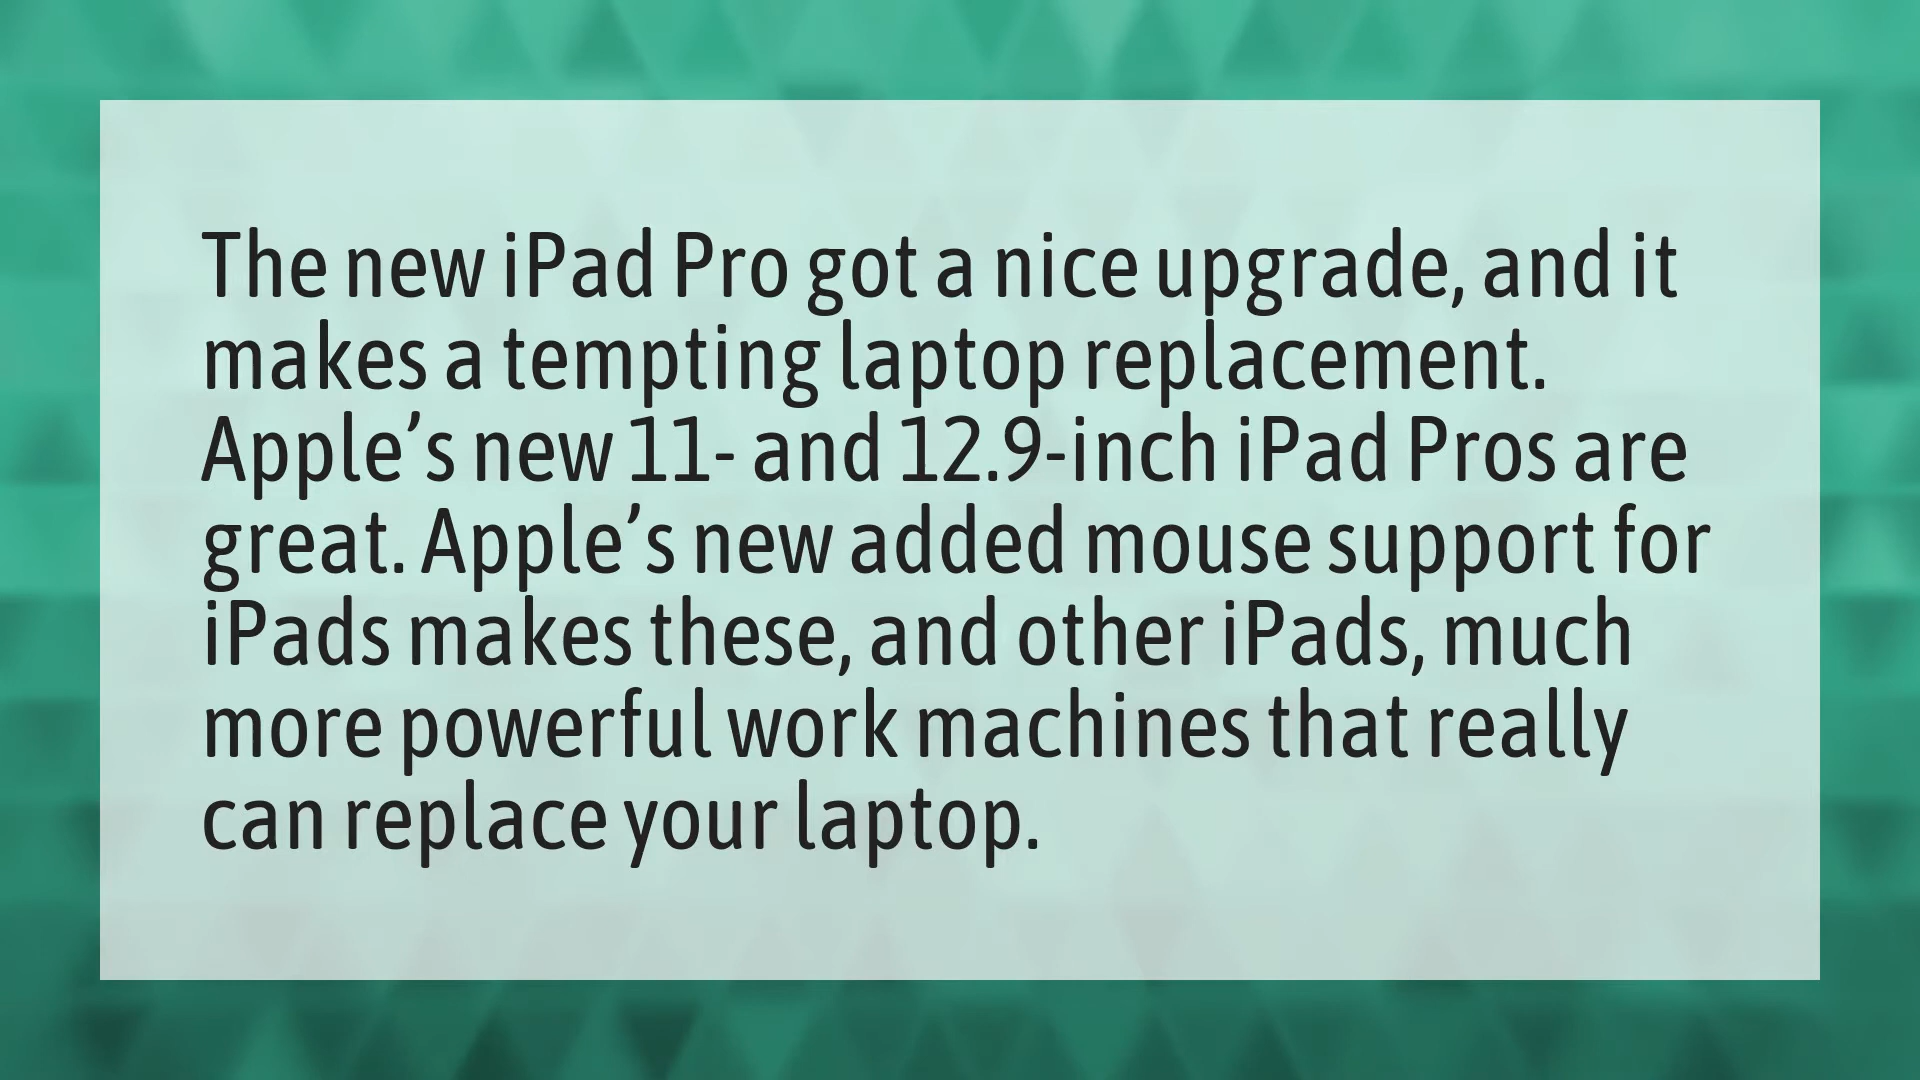 The new iPad Pro got a nice upgrade, and it
makes a tempting laptop replacement.
Apple’s new 11- and 12.9-inch iPad Pros are
great. Apple’s new added mouse support for
iPads makes these, and other iPads, much
more powerful work machines that really
can replace your laptop.